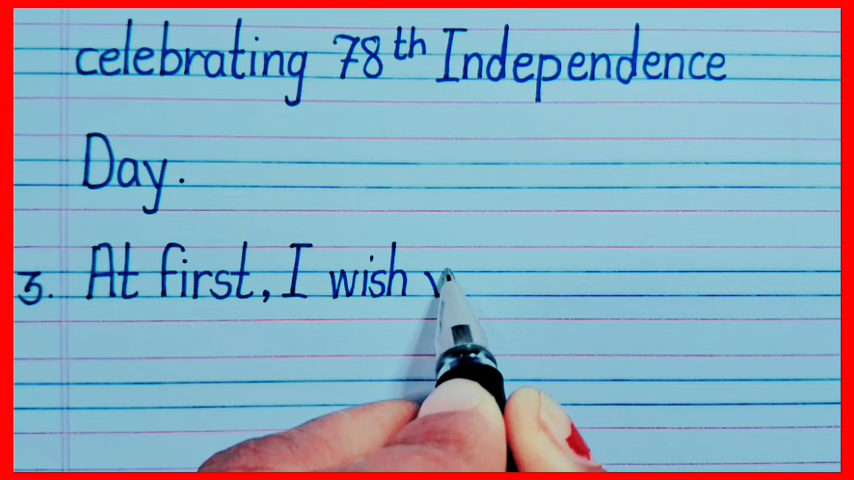 celebrating 78th Independence
Day.
3. At first, I wish